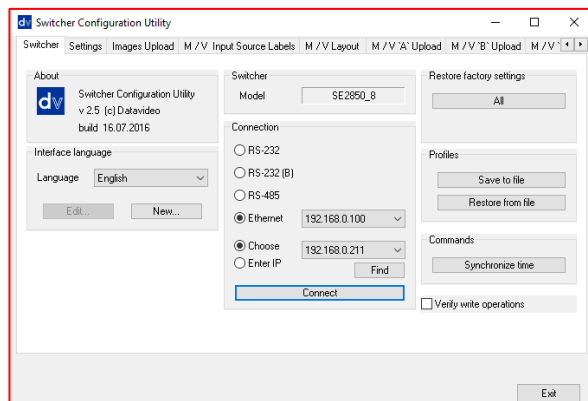 dv Switcher Configuration Utility
Switcher Settings Images Upload M / V Input Source Labels M / V Layout M / V `A` Upload M / V `B` Upload M / V `
About
dv
Switcher Configuration Utility
v 2.5 (c) Datavideo
build 16.07.2016
Interface language
Language English
Edit... New...
Switcher
Model SE2850_8
Connection
RS-232
RS-232 (B)
RS-485
Ethernet 192.168.0.100
Choose 192.168.0.211
Enter IP
Find
Connect
Restore factory settings
All
Profiles
Save to file
Restore from file
Commands
Synchronize time
Verify write operations
Exit